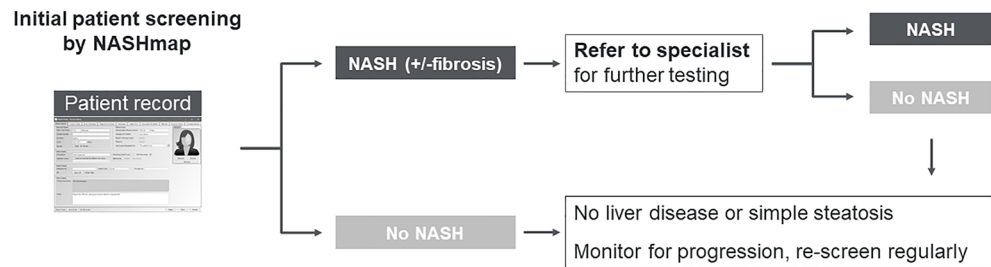 Initial patient screening
by NASHmap
Patient record
NASH (+/-fibrosis)
Refer to specialist
for further testing
NASH
No NASH
No NASH
No liver disease or simple steatosis
Monitor for progression, re-screen regularly